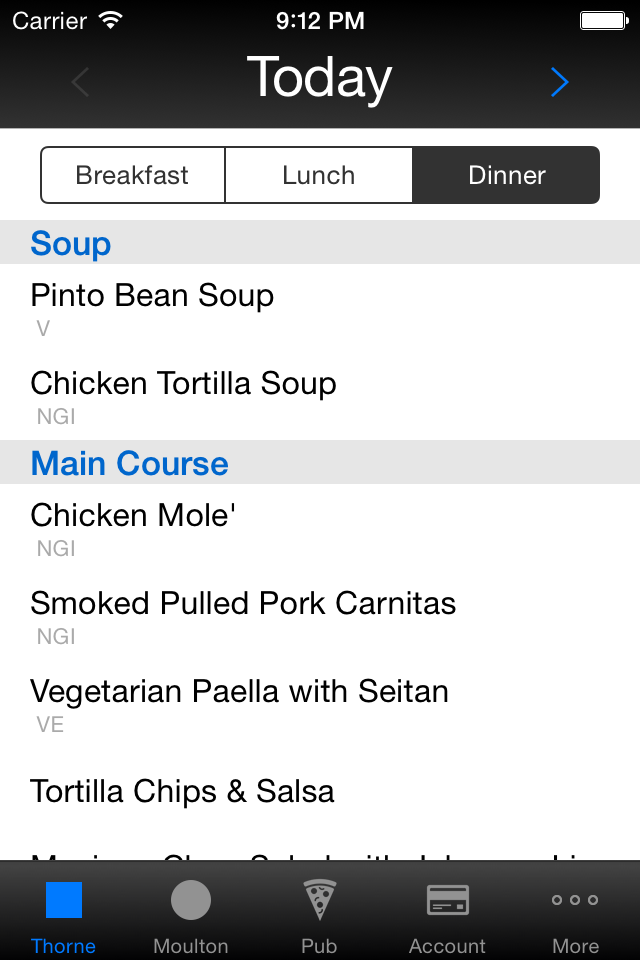 Carrier 9:12 PM
Today
Breakfast Lunch Dinner
Soup
Pinto Bean Soup
V
Chicken Tortilla Soup
NGI
Main Course
Chicken Mole'
NGI
Smoked Pulled Pork Carnitas
NGI
Vegetarian Paella with Seitan
VE
Tortilla Chips & Salsa
Thorne Moulton Pub Account More